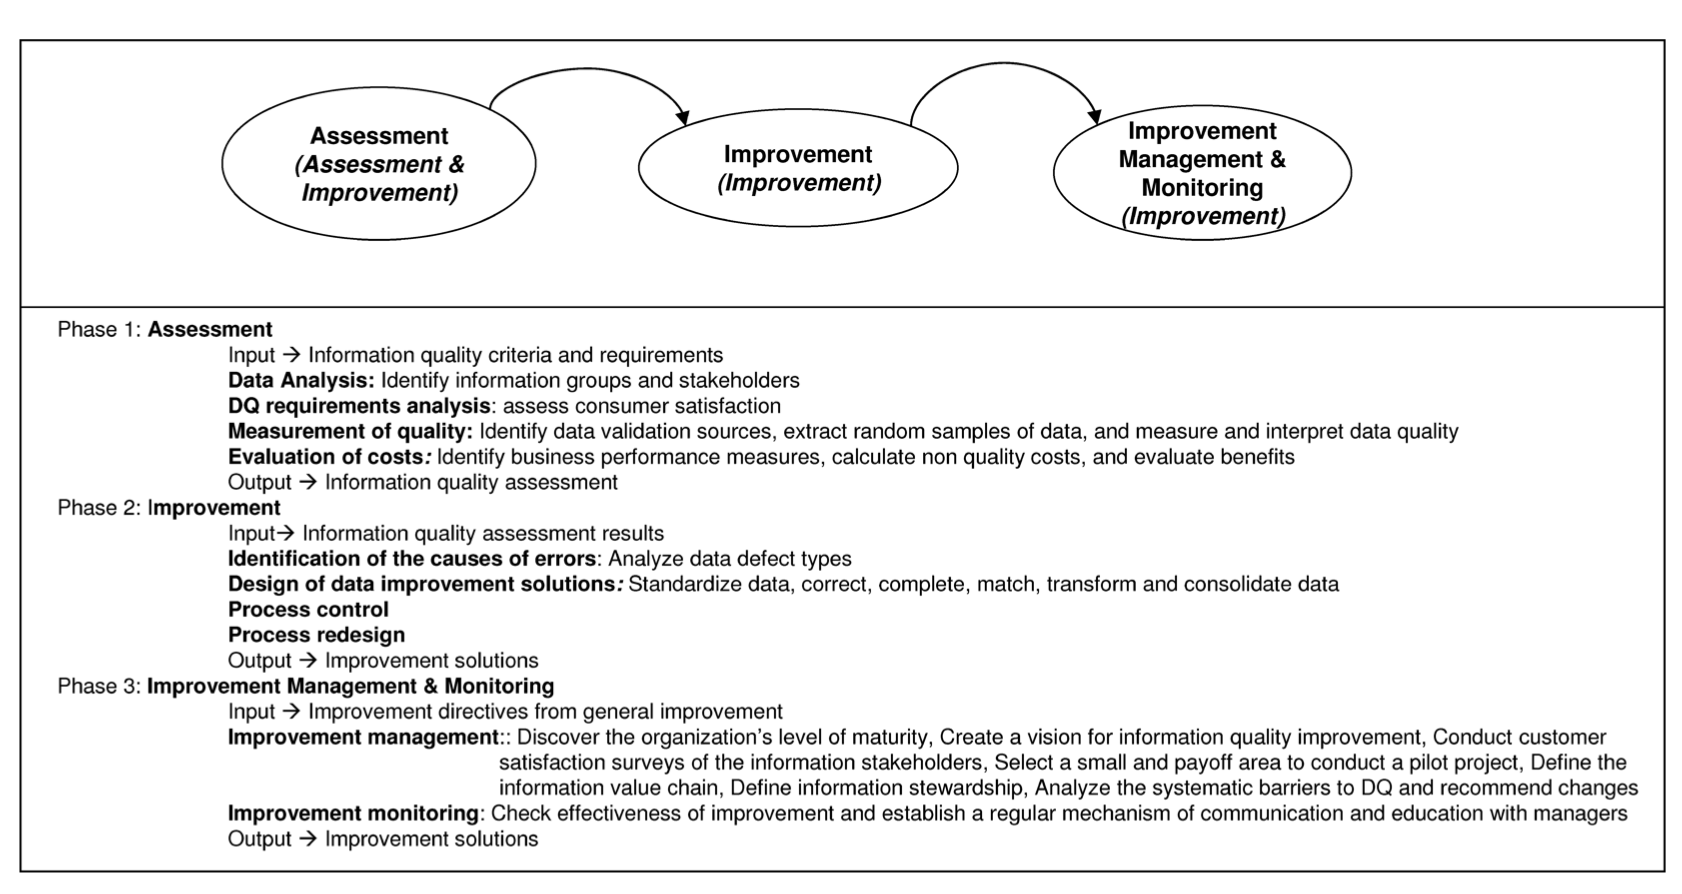 Assessment
(Assessment &
Improvement)
Improvement
(Improvement)
Improvement
Management &
Monitoring
(Improvement)
Phase 1: Assessment
Input → Information quality criteria and requirements
Data Analysis: Identify information groups and stakeholders
DQ requirements analysis: assess consumer satisfaction
Measurement of quality: Identify data validation sources, extract random samples of data, and measure and interpret data quality
Evaluation of costs: Identify business performance measures, calculate non quality costs, and evaluate benefits
Output → Information quality assessment
Phase 2: Improvement
Input→ Information quality assessment results
Identification of the causes of errors: Analyze data defect types
Design of data improvement solutions: Standardize data, correct, complete, match, transform and consolidate data
Process control
Process redesign
Output → Improvement solutions
Phase 3: Improvement Management & Monitoring
Input → Improvement directives from general improvement
Improvement management:: Discover the organization’s level of maturity, Create a vision for information quality improvement, Conduct customer
satisfaction surveys of the information stakeholders, Select a small and payoff area to conduct a pilot project, Define the
information value chain, Define information stewardship, Analyze the systematic barriers to DQ and recommend changes
Improvement monitoring: Check effectiveness of improvement and establish a regular mechanism of communication and education with managers
Output → Improvement solutions